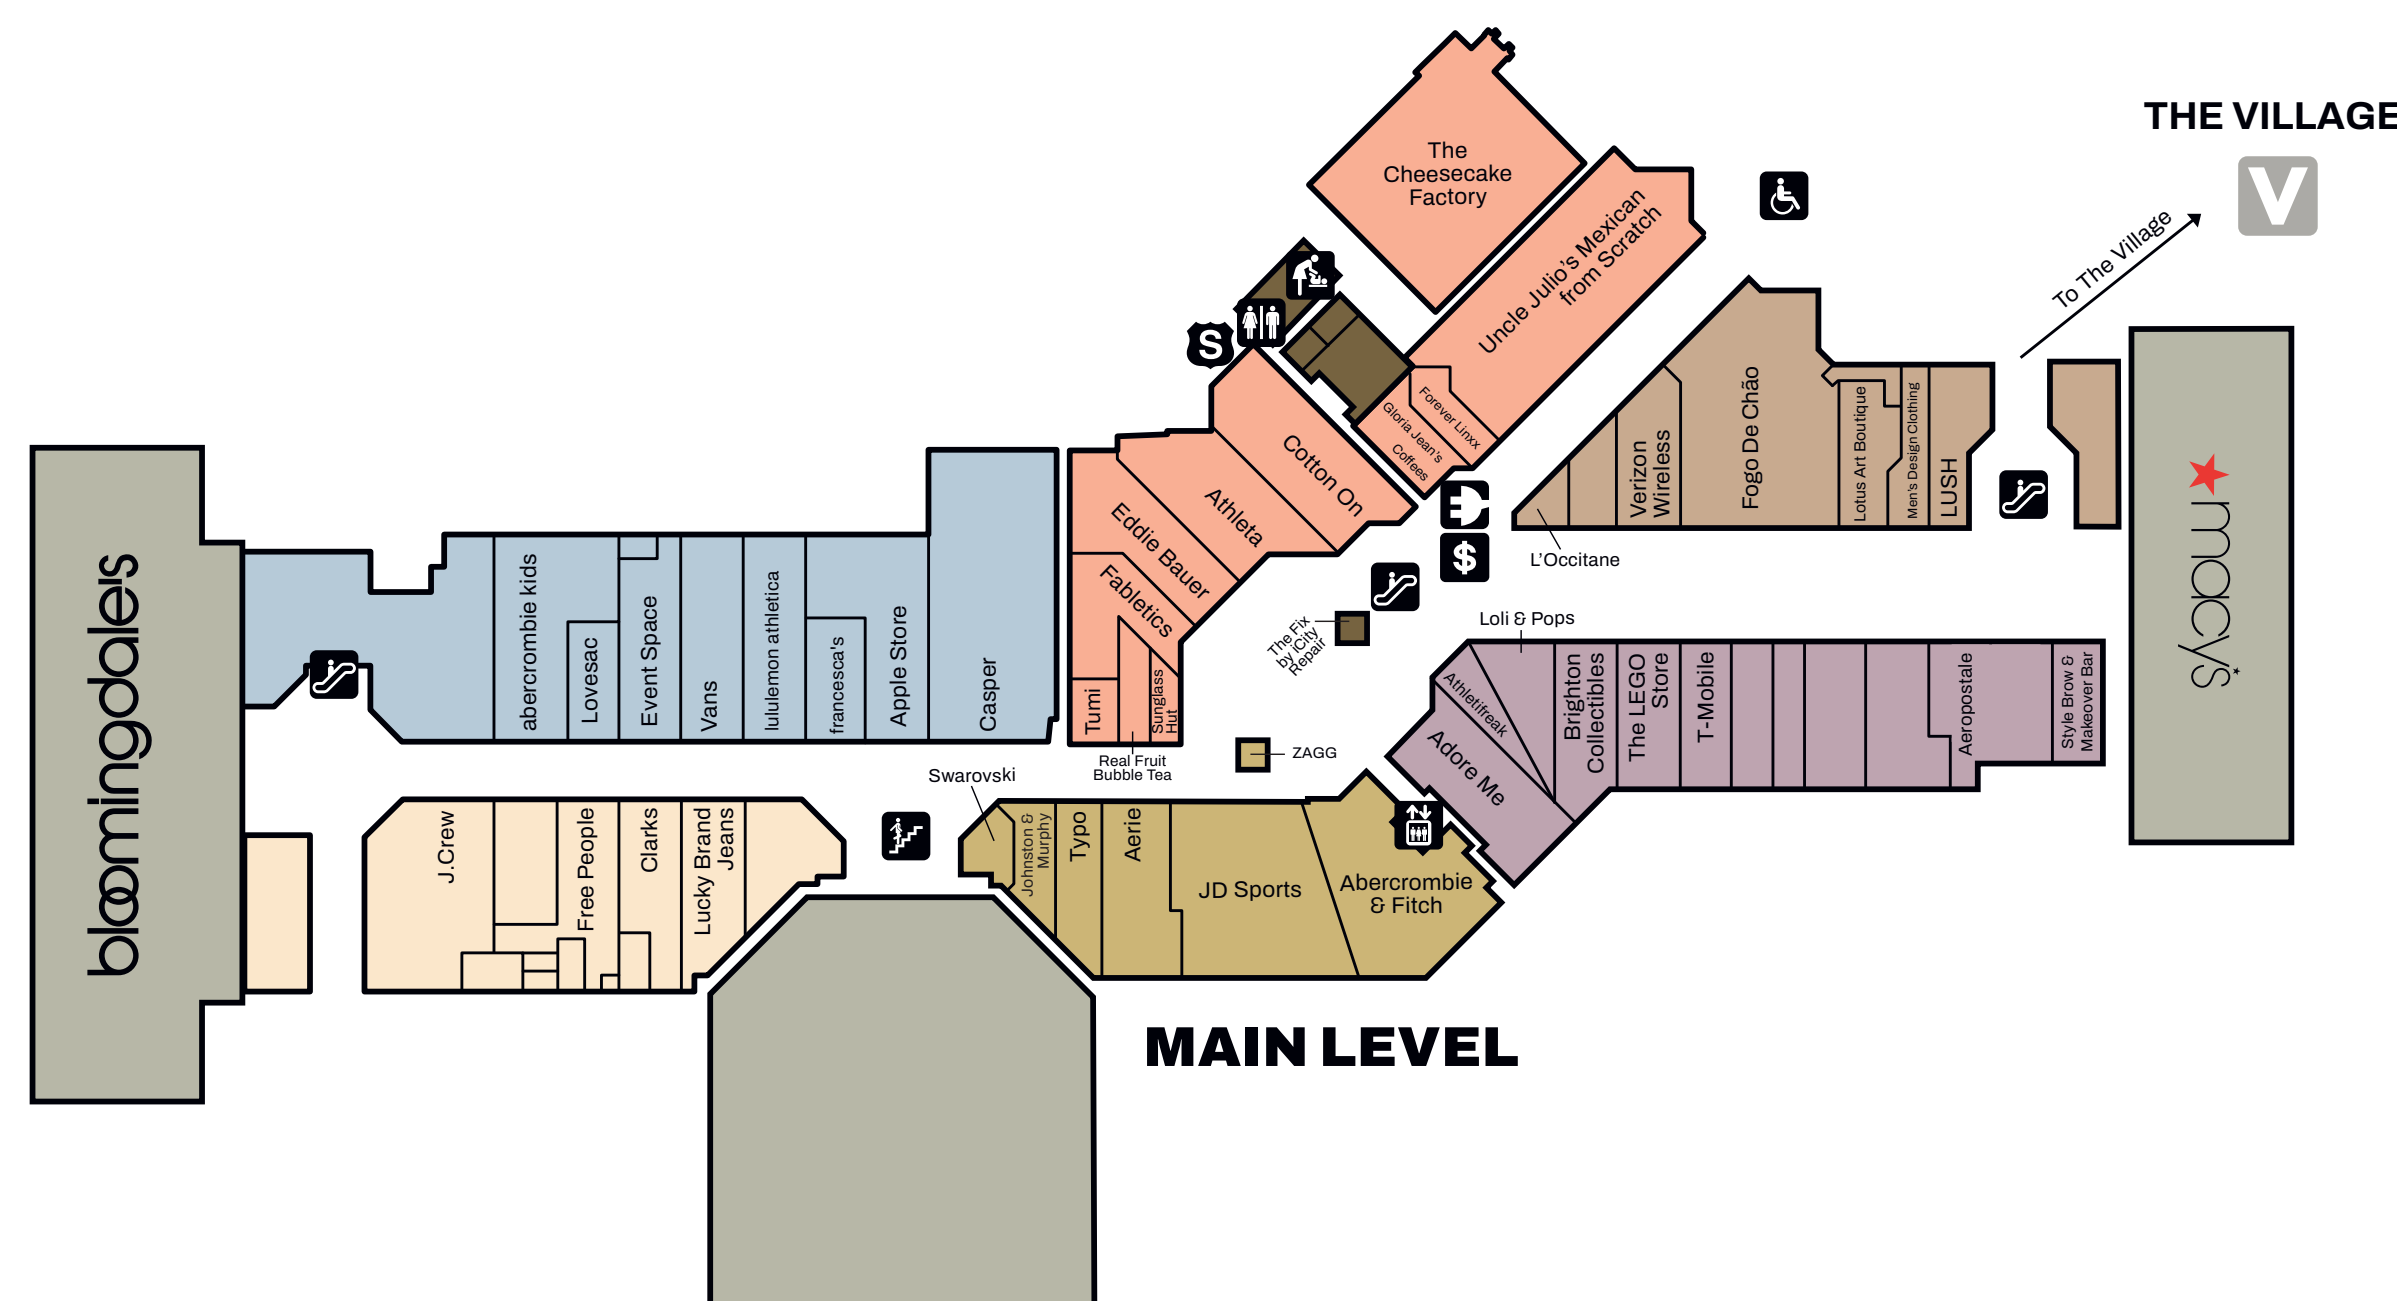 THE VILLAGE
V
To The Village
The
Cheesecake
Factory
Uncle Julio's Mexican
from Scratch
Forever Linxx
Gloria Jean's
Coffees
S
Cotton On
Athleta
Eddie Bauer
Fabletics
Tumi
Sunglass
Hut
Real Fruit
Bubble Tea
$
L'Occitane
Verizon
Wireless
Fogo De Chão
Lotus Art Boutique
Men's Design Clothing
LUSH
macy's
bloomingdale's
abercrombie kids
Lovesac
Event Space
Vans
lululemon athletica
francesca's
Apple Store
Casper
The Fix
by iCity
Repair
ZAGG
Loli & Pops
Athletifreak
Adore Me
Brighton
Collectibles
The LEGO
Store
T-Mobile
Aeropostale
Style Brow &
Makeover Bar
J.Crew
Free People
Clarks
Lucky Brand
Jeans
Swarovski
Johnston &
Murphy
Typo
Aerie
JD Sports
Abercrombie
& Fitch
MAIN LEVEL